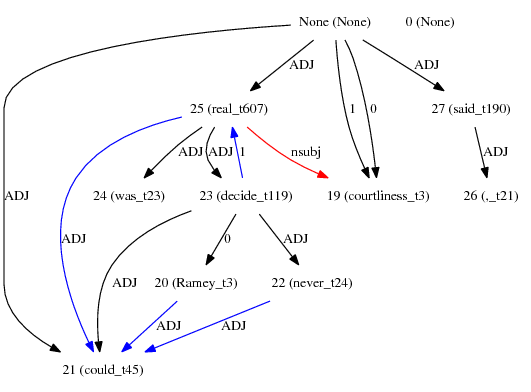 None (None) 0 (None)
ADJ ADJ
25 (real_t607) 1 0 27 (said_t190)
ADJ ADJ 1 nsubj ADJ
ADJ 24 (was_t23) 23 (decide_t119) 19 (courtliness_t3) 26 (,_t21)
ADJ 0 ADJ
ADJ 20 (Ramey_t3) 22 (never_t24)
ADJ ADJ
21 (could_t45)